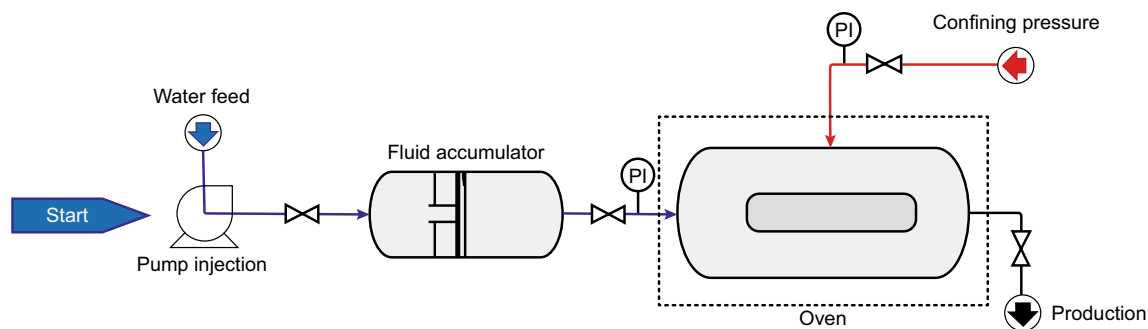 PI
Confining pressure
Water feed
Fluid accumulator
PI
Start
Pump injection
Production
Oven